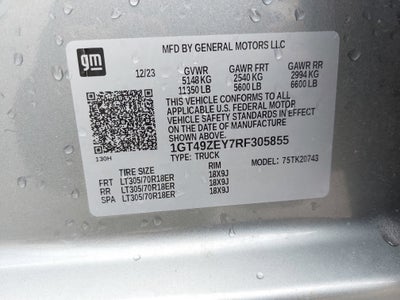 gm
MFD BY GENERAL MOTORS LLC
12/23 GVWR GAWR FRT GAWR RR
5148 KG 2540 KG 2994 KG
11350 LB 5600 LB 6600 LB
THIS VEHICLE CONFORMS TO ALL
APPLICABLE U.S. FEDERAL MOTOR
VEHICLE SAFETY STANDARDS IN EFFECT
ON THE DATE OF MANUFACTURE
SHOWN ABOVE.
130H
1GT49ZEY7RF305855
TYPE: TRUCK MODEL: 75TK20743
TIRE SIZE RIM
FRT LT305/70R18ER 18X9J
RR LT305/70R18ER 18X9J
SPA LT305/70R18ER 18X9J